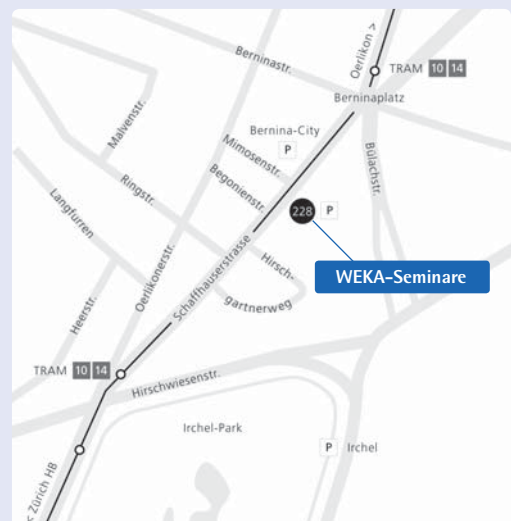 Oerlikon >
TRAM 10 14
Berninastr.
Berninaplatz
Malvenstr.
Bernina-City
P
Mimosenstr.
Bülachstr.
Begonienstr.
Ringstr.
Langfurren
228 P
Oerlikonerstr.
Schaffhauserstrasse
Hirsch-
gartnerweg
WEKA-Seminare
Heerstr.
TRAM 10 14
Hirschwiesenstr.
Irchel-Park
P Irchel
< Zürich HB